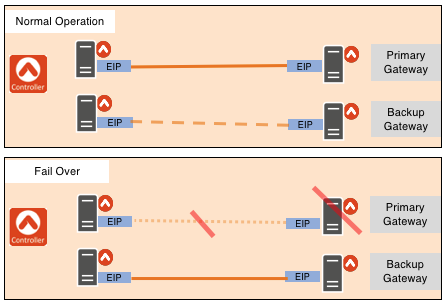 Normal Operation
Controller
EIP
EIP
Primary
Gateway
EIP
EIP
Backup
Gateway
Fail Over
Controller
EIP
EIP
Primary
Gateway
EIP
EIP
Backup
Gateway